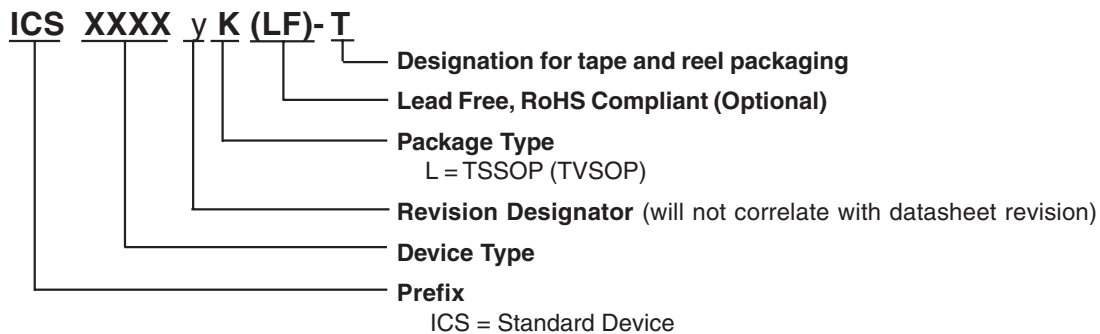 ICS XXXX y K (LF)- T
Designation for tape and reel packaging
Lead Free, RoHS Compliant (Optional)
Package Type
L = TSSOP (TVSOP)
Revision Designator (will not correlate with datasheet revision)
Device Type
Prefix
ICS = Standard Device